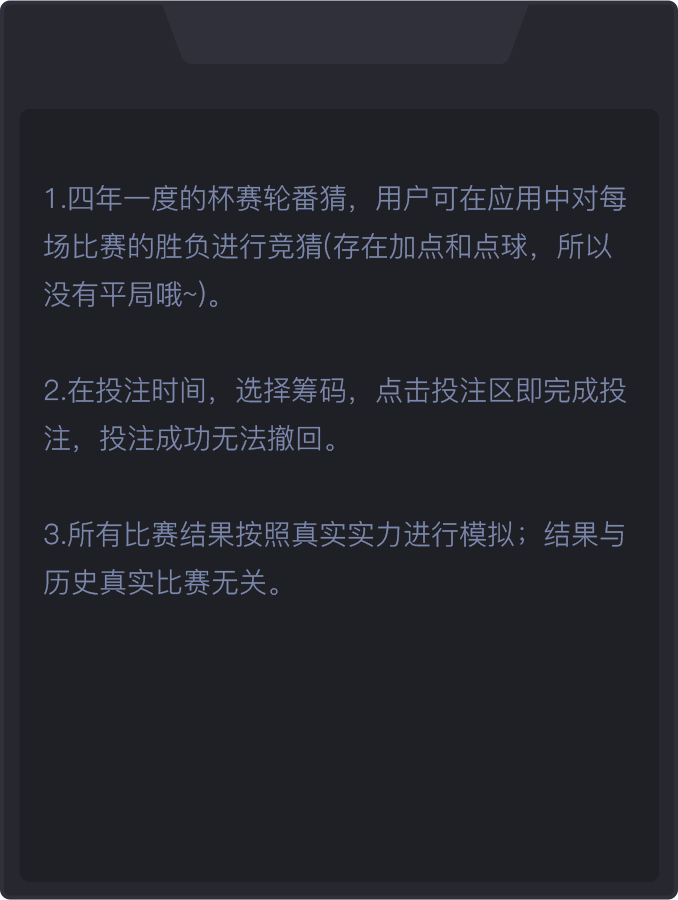 1.四年一度的杯赛轮番猜，用户可在应用中对每
场比赛的胜负进行竞猜(存在加点和点球，所以
没有平局哦~)。
2.在投注时间，选择筹码，点击投注区即完成投
注，投注成功无法撤回。
3.所有比赛结果按照真实实力进行模拟；结果与
历史真实比赛无关。